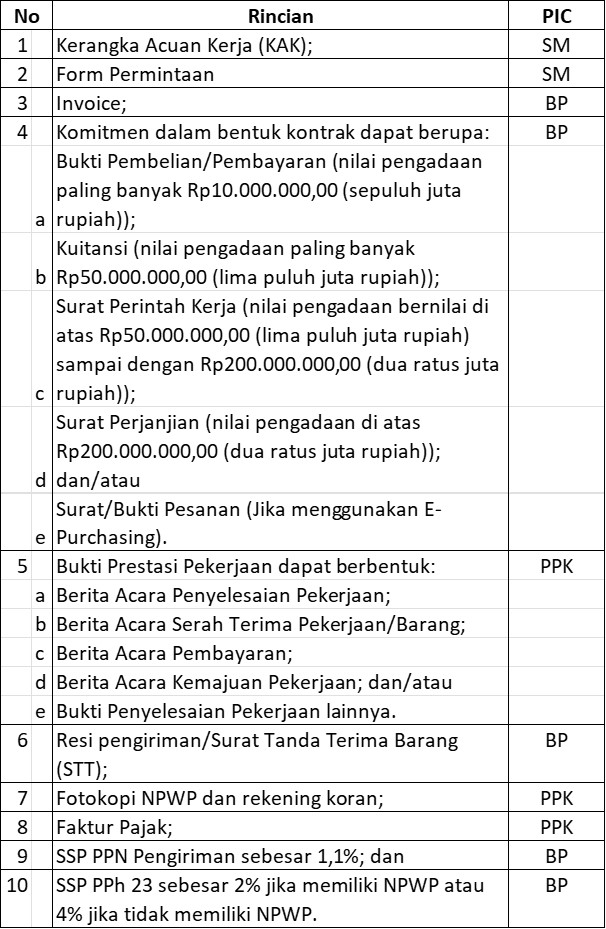 No Rincian PIC
1 Kerangka Acuan Kerja (KAK); SM
2 Form Permintaan SM
3 Invoice; BP
4 Komitmen dalam bentuk kontrak dapat berupa: BP
Bukti Pembelian/Pembayaran (nilai pengadaan
paling banyak Rp10.000.000,00 (sepuluh juta
a rupiah));
Kuitansi (nilai pengadaan paling banyak
b Rp50.000.000,00 (lima puluh juta rupiah));
Surat Perintah Kerja (nilai pengadaan bernilai di
atas Rp50.000.000,00 (lima puluh juta rupiah)
sampai dengan Rp200.000.000,00 (dua ratus juta
c rupiah));
Surat Perjanjian (nilai pengadaan di atas
Rp200.000.000,00 (dua ratus juta rupiah));
d dan/atau
Surat/Bukti Pesanan (Jika menggunakan E-
e Purchasing).
5 Bukti Prestasi Pekerjaan dapat berbentuk: PPK
a Berita Acara Penyelesaian Pekerjaan;
b Berita Acara Serah Terima Pekerjaan/Barang;
c Berita Acara Pembayaran;
d Berita Acara Kemajuan Pekerjaan; dan/atau
e Bukti Penyelesaian Pekerjaan lainnya.
6 Resi pengiriman/Surat Tanda Terima Barang BP
(STT);
7 Fotokopi NPWP dan rekening koran; PPK
8 Faktur Pajak; PPK
9 SSP PPN Pengiriman sebesar 1,1%; dan BP
10 SSP PPh 23 sebesar 2% jika memiliki NPWP atau BP
4% jika tidak memiliki NPWP.